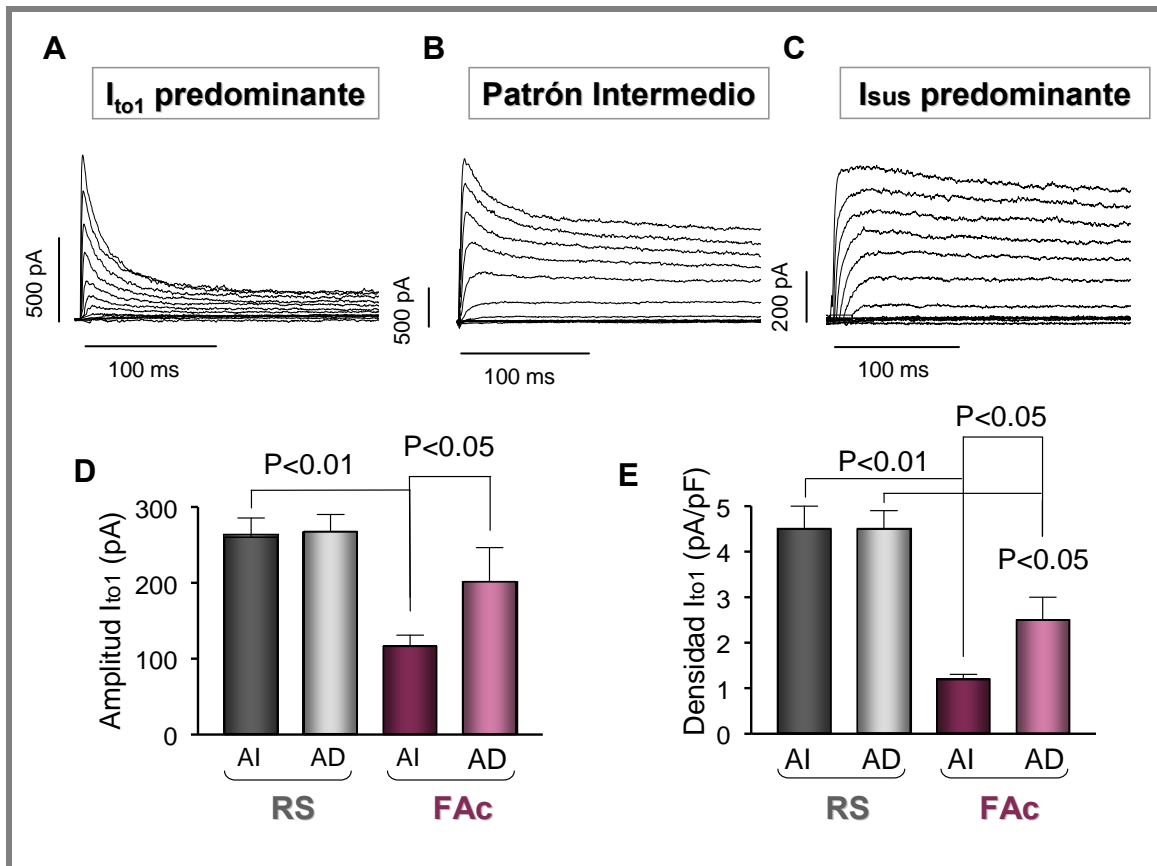 A
B
C
Ito1 predominante
Patrón Intermedio
Isus predominante
500 pA
100 ms
500 pA
100 ms
200 pA
100 ms
D
P<0.01
P<0.05
Amplitud Ito1 (pA)
300
200
100
0
AI
AD
AI
AD
RS
FAc
E
P<0.05
P<0.01
P<0.05
Densidad Ito1 (pA/pF)
5
4
3
2
1
0
AI
AD
AI
AD
RS
FAc